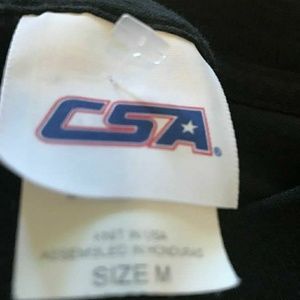 CSA®
KNIT IN USA
ASSEMBLED IN HONDURAS
SIZE M